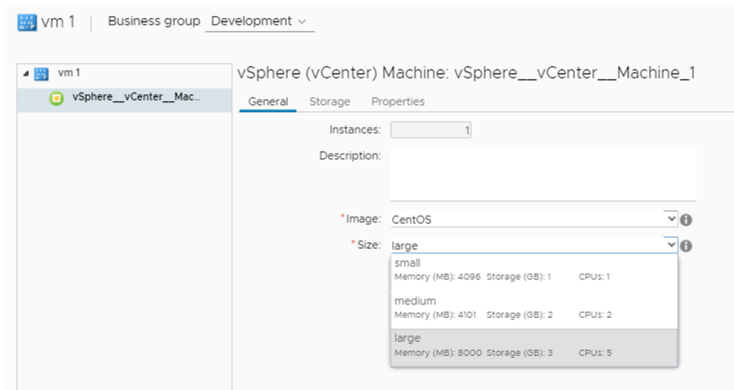 vm 1 Business group Development
vm 1
vSphere__vCenter__Mac...
vSphere (vCenter) Machine: vSphere__vCenter__Machine_1
General Storage Properties
Instances: 1
Description:
*Image: CentOS
*Size: large
small
Memory (MB): 4096 Storage (GB): 1 CPUs: 1
medium
Memory (MB): 4101 Storage (GB): 2 CPUs: 2
large
Memory (MB): 8000 Storage (GB): 3 CPUs: 5